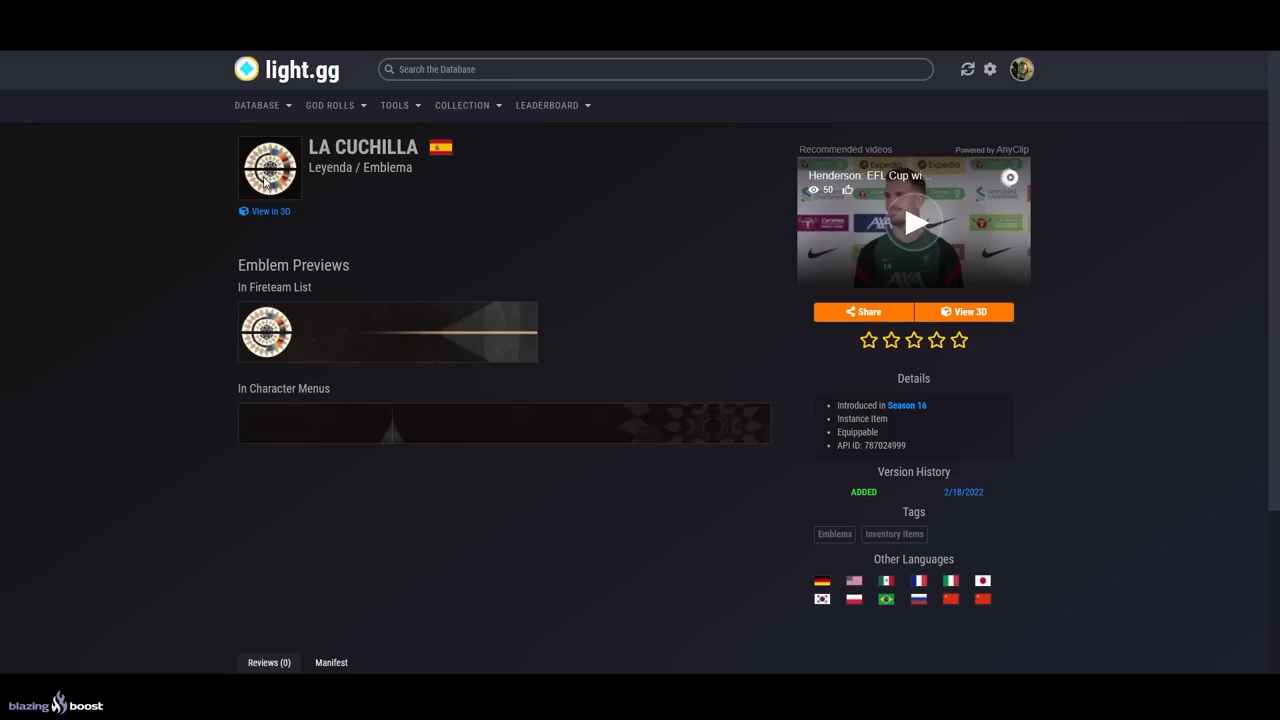 light.gg
Search the Database
DATABASE GOD ROLLS TOOLS COLLECTION LEADERBOARD
LA CUCHILLA
Leyenda / Emblema
View in 3D
Emblem Previews
In Fireteam List
In Character Menus
Recommended videos Powered by AnyClip
Henderson: EFL Cup wi...
50
Share View 3D
Details
Introduced in Season 16
Instance Item
Equippable
API ID: 787024999
Version History
ADDED 2/18/2022
Tags
Emblems Inventory Items
Other Languages
Reviews (0) Manifest
blazing boost